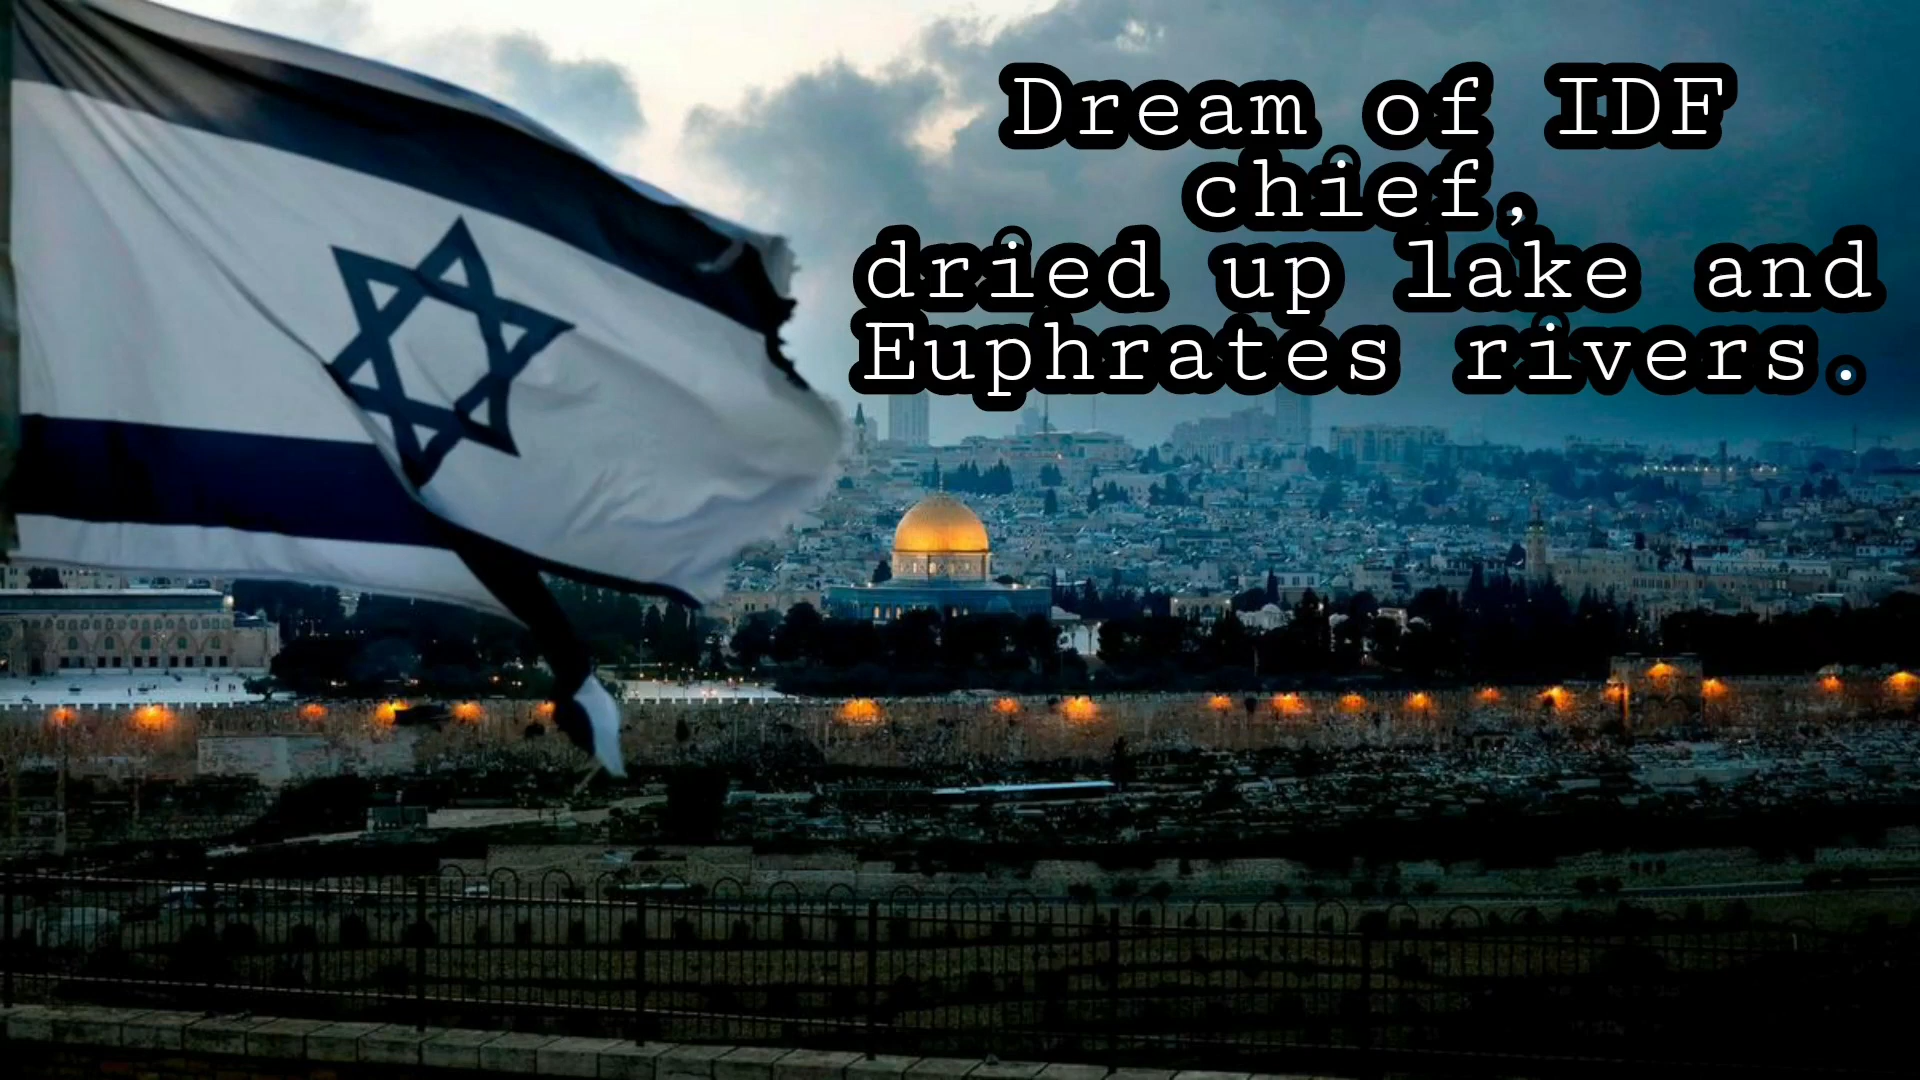 Dream of IDF
chief,
dried up lake and
Euphrates rivers.